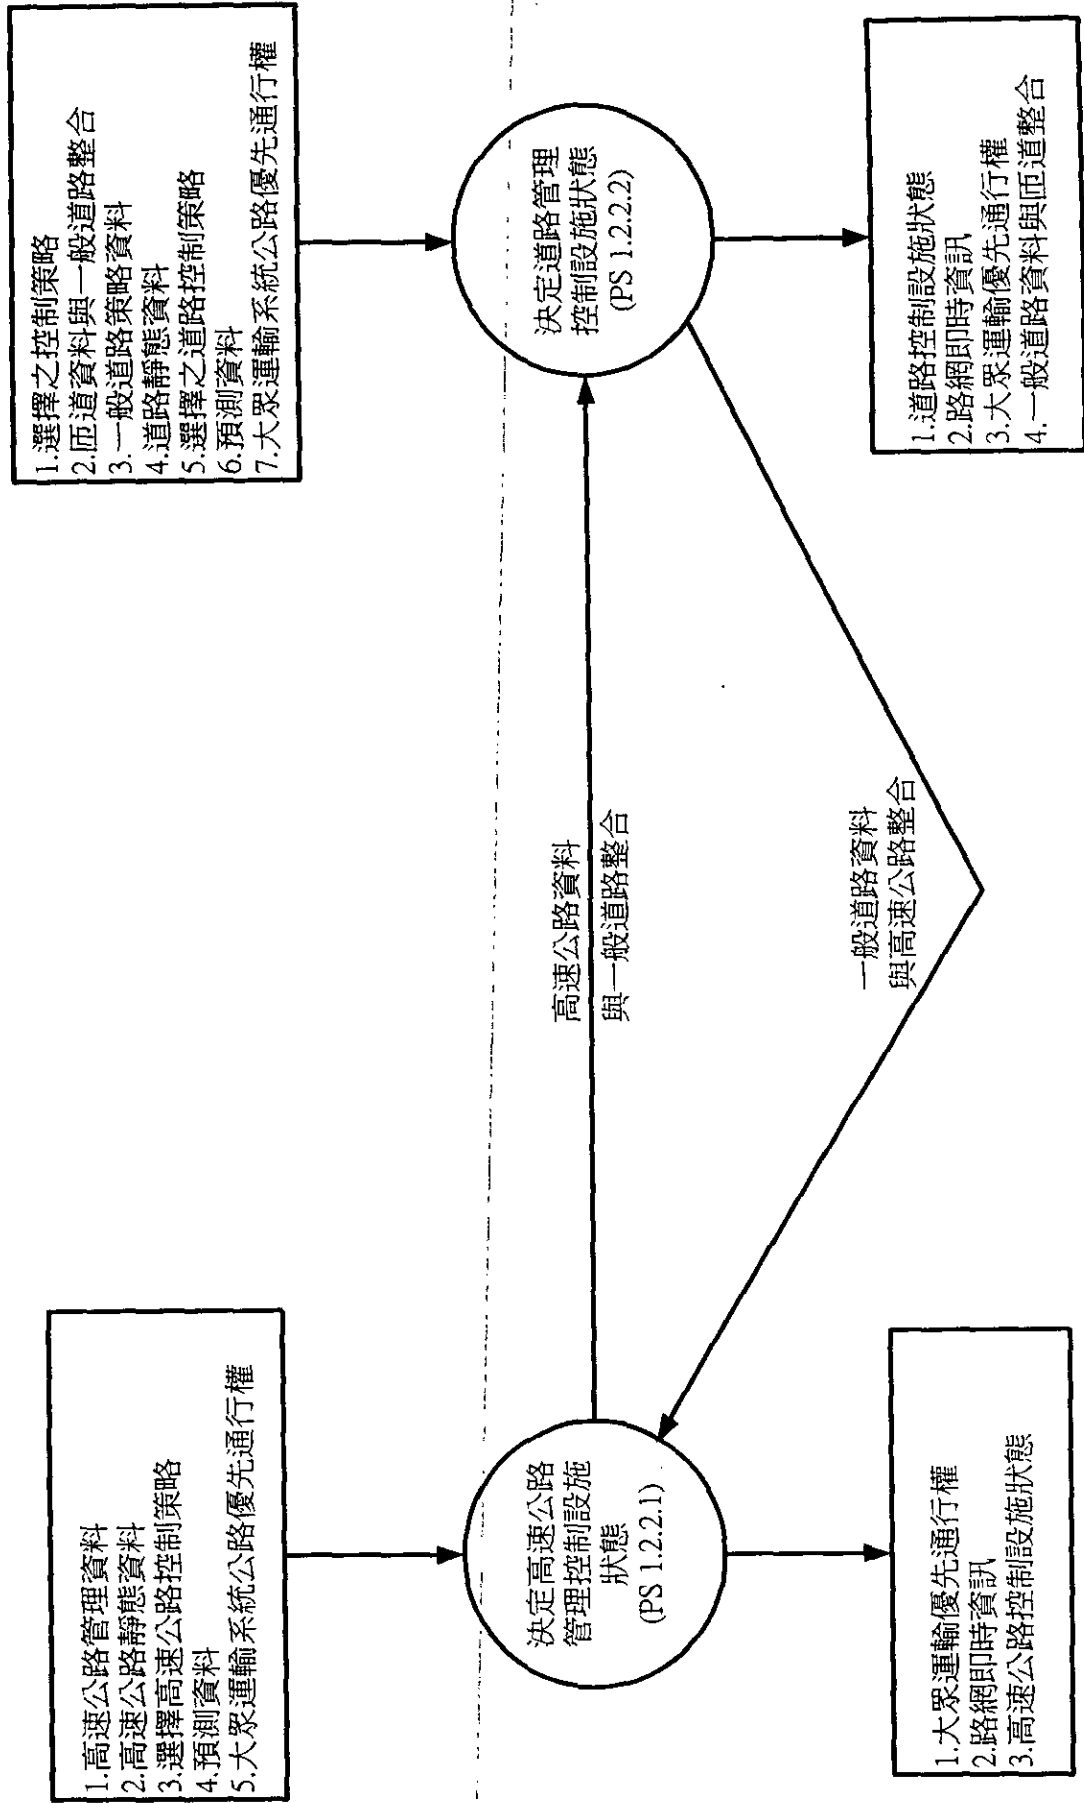 1.高速公路管理資料
2.高速公路靜態資料
3.選擇高速公路控制策略
4.預測資料
5.大眾運輸系統公路優先通行權
1.選擇之控制策略
2.匝道資料與一般道路整合
3.一般道路策略資料
4.道路靜態資料
5.選擇之道路控制策略
6.預測資料
7.大眾運輸系統公路優先通行權
決定高速公路
管理控制設施
狀態
(PS 1.2.2.1)
高速公路資料
與一般道路整合
決定道路管理
控制設施狀態
(PS 1.2.2.2)
一般道路資料
與高速公路整合
1.大眾運輸優先通行權
2.路網即時資訊
3.高速公路控制設施狀態
1.道路控制設施狀態
2.路網即時資訊
3.大眾運輸優先通行權
4.一般道路資料與匝道整合